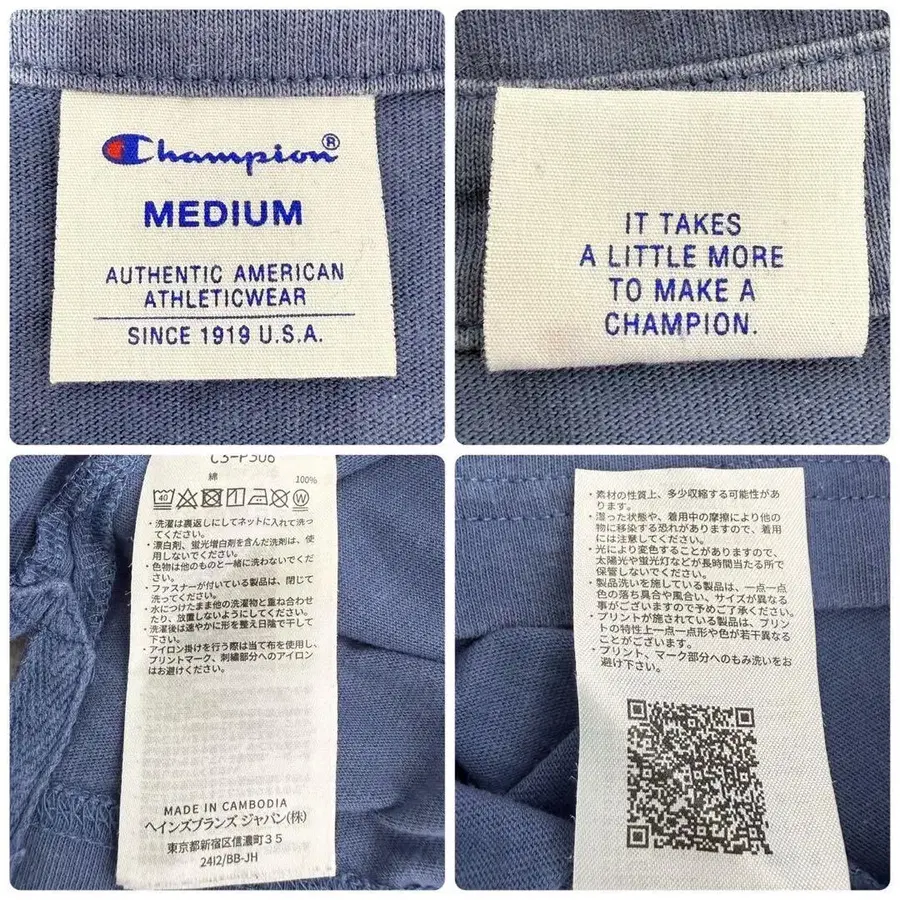 Champion®
MEDIUM
AUTHENTIC AMERICAN
ATHLETICWEAR
SINCE 1919 U.S.A.
IT TAKES
A LITTLE MORE
TO MAKE A
CHAMPION.
C3-P306
綿 100%
40
・洗濯は裏返しにしてネットに入れて洗っ
てください。
・漂白剤、蛍光増白剤を含んだ洗剤は、使
用しないでください。
・色物は他のものと一緒に洗わないでくだ
さい。
・ファスナーが付いている製品は、閉じて
洗ってください。
・水につけたまま他の洗濯物と重ね合わせ
たり、放置しないようにしてください。
・洗濯後は速やかに形を整え日陰で干して
下さい。
・アイロン掛けを行う際は当て布を使用し、
プリントマーク、刺繍部分へのアイロン
はお避けください。
MADE IN CAMBODIA
ヘインズブランズ ジャパン(株)
東京都新宿区信濃町35
2412/BB-JH
・素材の性質上、多少収縮する可能性があ
ります。
・湿った状態や、着用中の摩擦により他の
物に移染する恐れがありますので、着用
には注意してください。
・光により変色することがありますので、
太陽光や蛍光灯などが長時間当たる所で
保管しないでください。
・製品洗いを施している製品は、一点一点
色の落ち具合や風合い、サイズが異なる
事がございますので予めご了承ください。
・プリントが施されている製品は、プリン
トの特性上一点一点形や色が若干異なる
ことがございます。
・プリント、マーク部分へのもみ洗いをお
避け下さい。